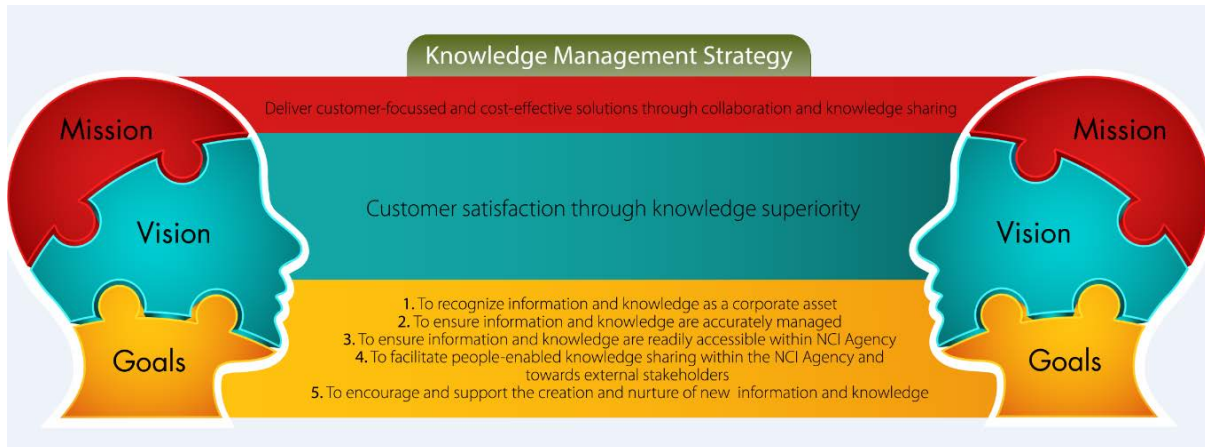 Knowledge Management Strategy
Deliver customer-focussed and cost-effective solutions through collaboration and knowledge sharing
Mission
Mission
Customer satisfaction through knowledge superiority
Vision
Vision
1. To recognize information and knowledge as a corporate asset
2. To ensure information and knowledge are accurately managed
3. To ensure information and knowledge are readily accessible within NCI Agency
4. To facilitate people-enabled knowledge sharing within the NCI Agency and
towards external stakeholders
5. To encourage and support the creation and nurture of new information and knowledge
Goals
Goals